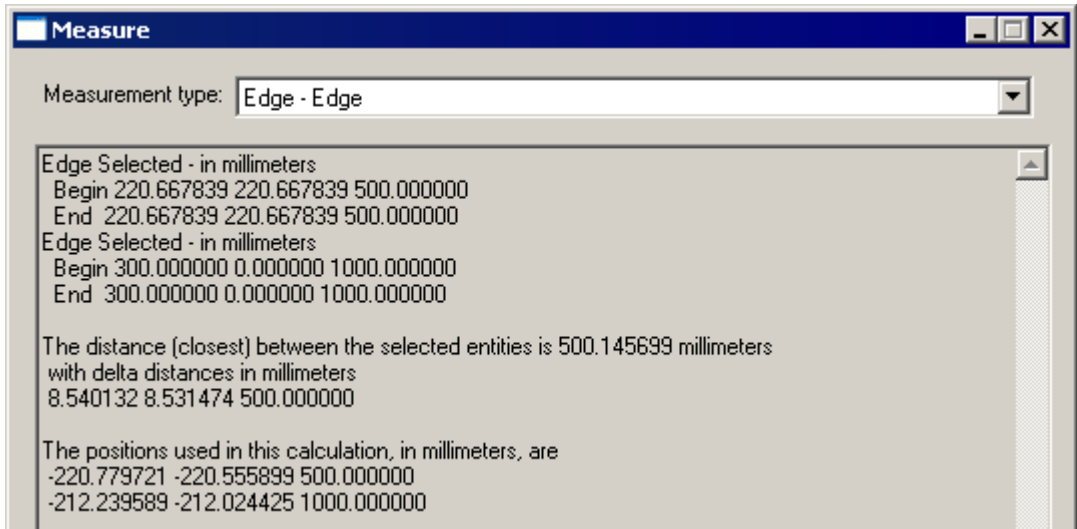 Measure
Measurement type: Edge - Edge
Edge Selected - in millimeters
Begin 220.667839 220.667839 500.000000
End 220.667839 220.667839 500.000000
Edge Selected - in millimeters
Begin 300.000000 0.000000 1000.000000
End 300.000000 0.000000 1000.000000
The distance (closest) between the selected entities is 500.145699 millimeters
with delta distances in millimeters
8.540132 8.531474 500.000000
The positions used in this calculation, in millimeters, are
-220.779721 -220.555899 500.000000
-212.239589 -212.024425 1000.000000